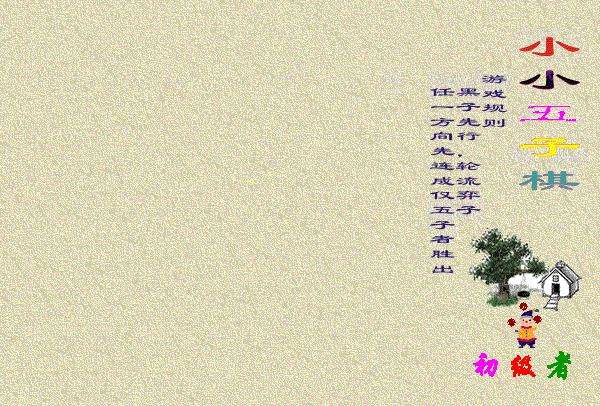 小小五子棋
游戏规则
黑子先行，轮流弈子
任一方向先连成仅五子者胜出
初级者